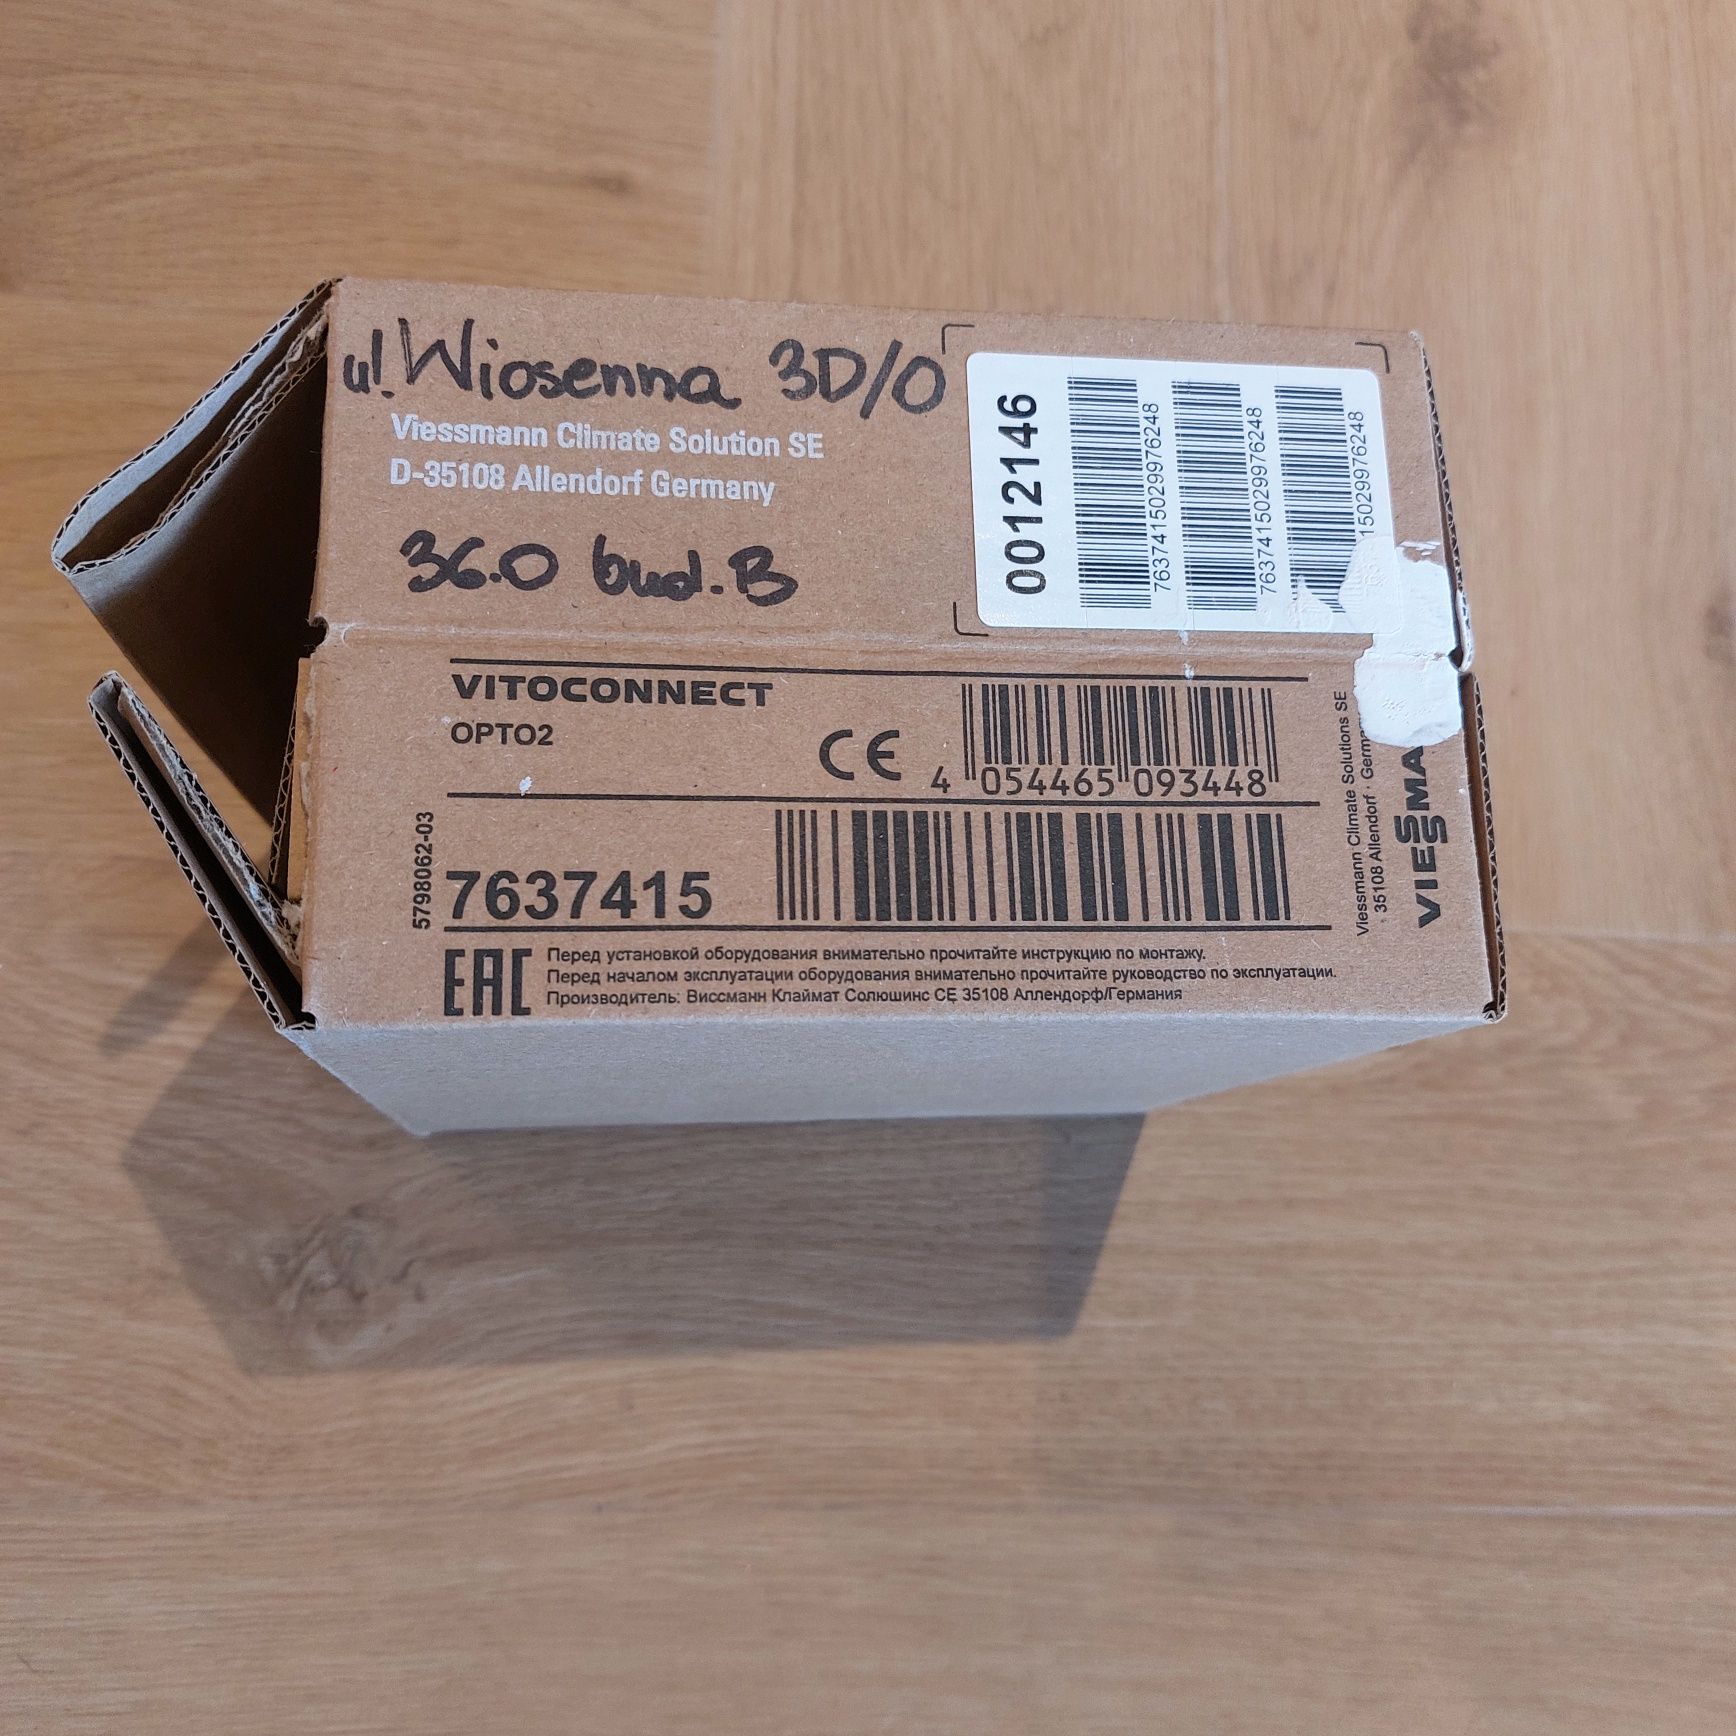 ul. Wiosenna 3D/0
Viessmann Climate Solution SE
D-35108 Allendorf Germany
36.0 bud.B
0012146
7637415029976248
7637415029976248
15029976248
VITOCONNECT
OPTO2
CE
4 054465 093448
5798062-03
7637415
Viessmann Climate Solutions SE
35108 Allendorf · Germa
VIESSMA
EAC
Перед установкой оборудования внимательно прочитайте инструкцию по монтажу.
Перед началом эксплуатации оборудования внимательно прочитайте руководство по эксплуатации.
Производитель: Виссманн Клаймат Солюшинс СЕ 35108 Аллендорф/Германия